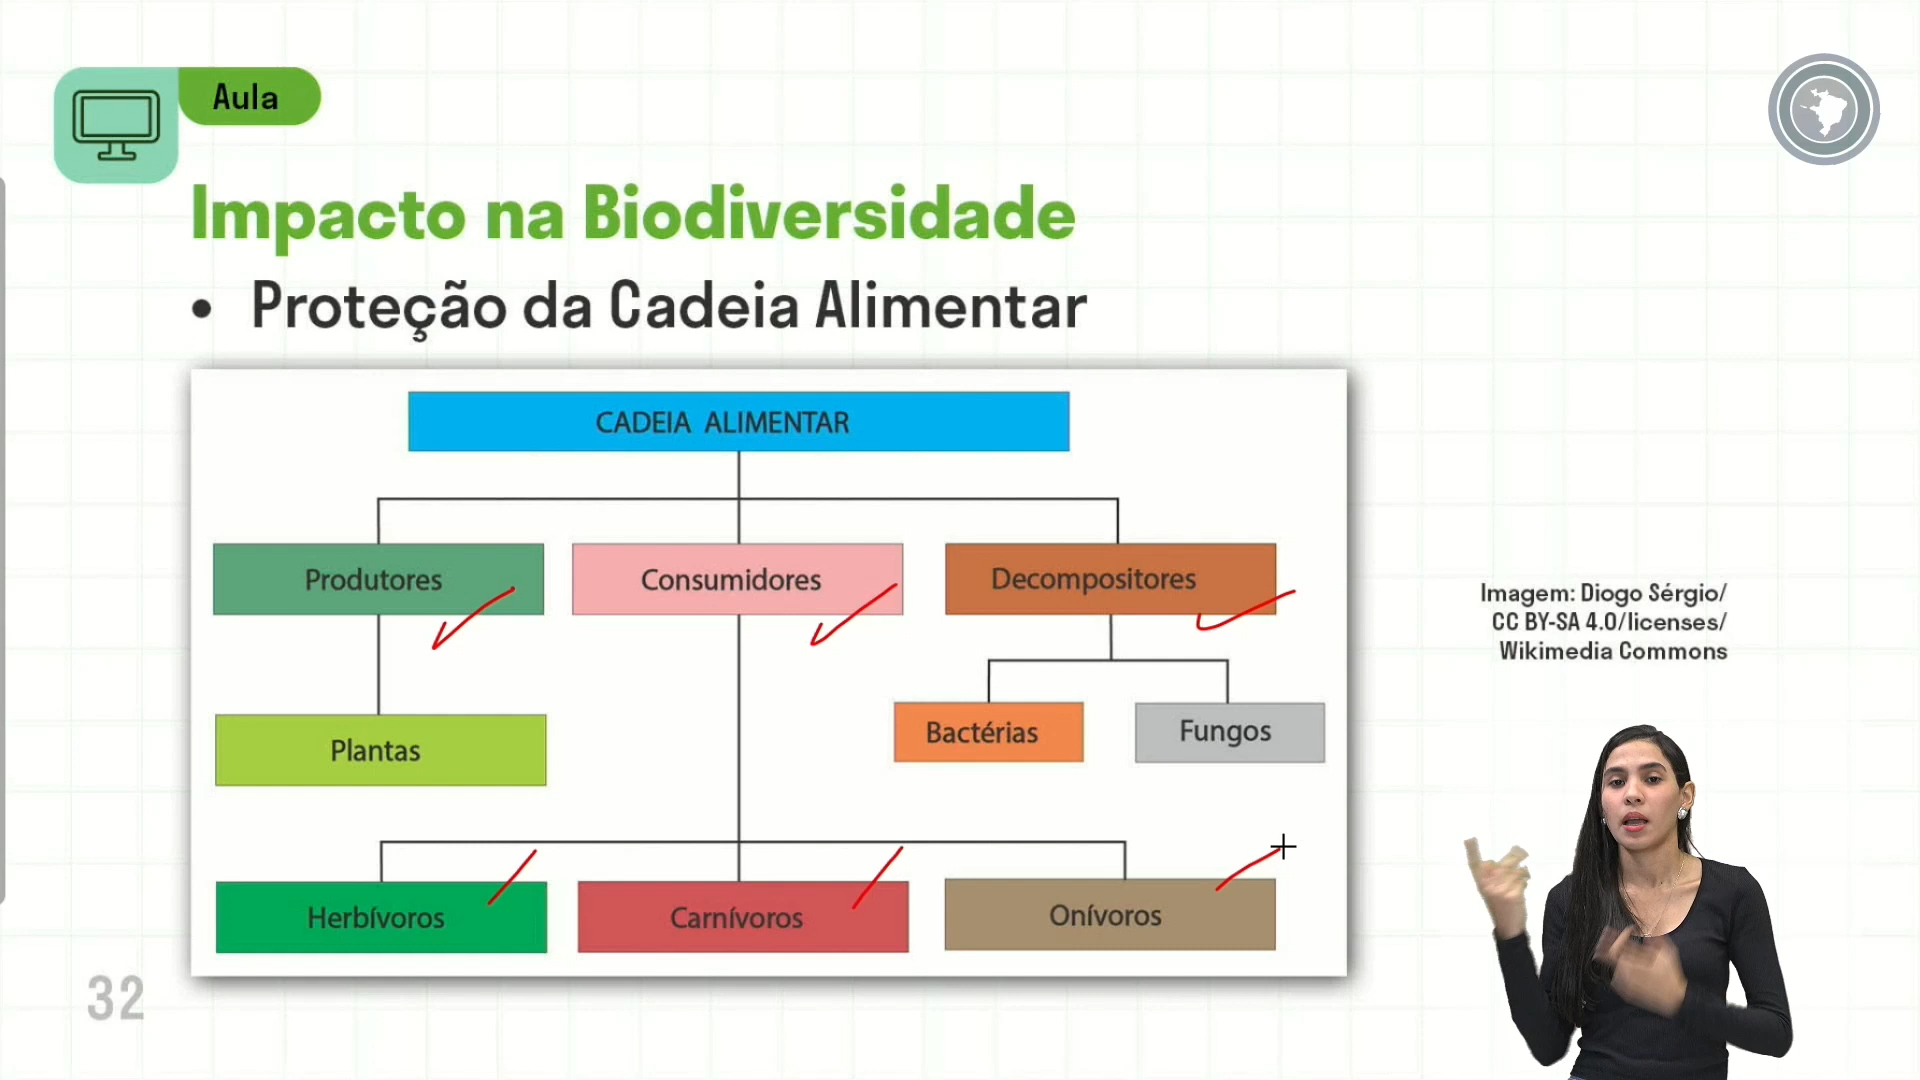 Aula
Impacto na Biodiversidade
• Proteção da Cadeia Alimentar
CADEIA ALIMENTAR
Produtores
Consumidores
Decompositores
Plantas
Bactérias
Fungos
Herbívoros
Carnívoros
Onívoros
Imagem: Diogo Sérgio/
CC BY-SA 4.0/licenses/
Wikimedia Commons
32